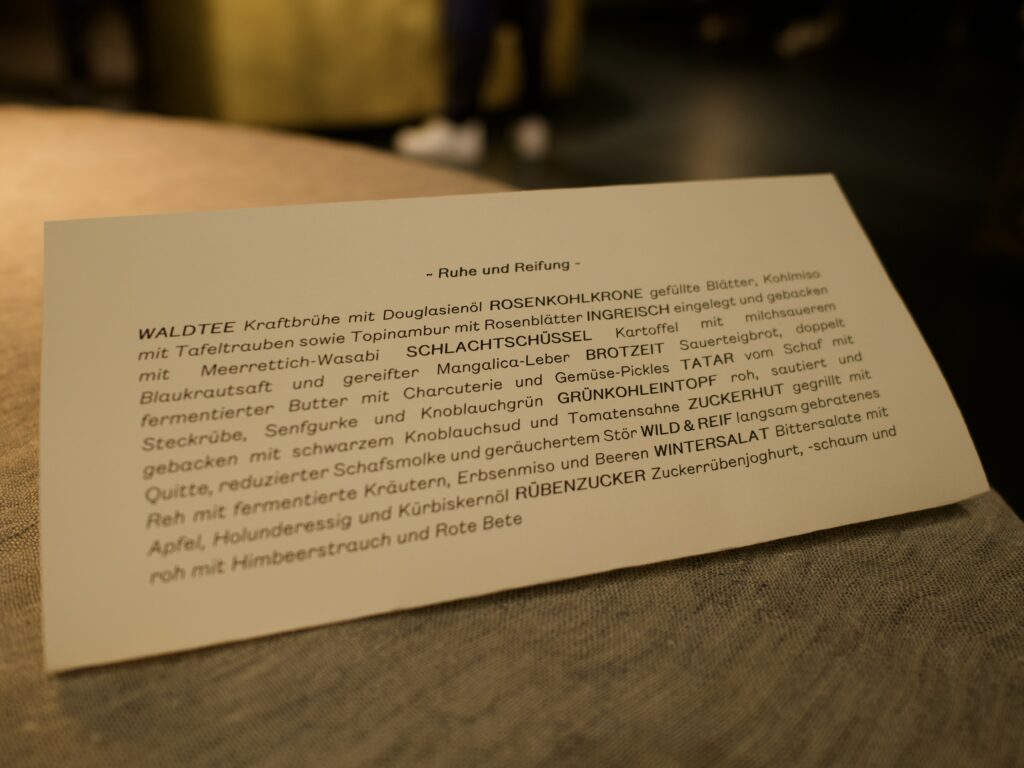 ~ Ruhe und Reifung ~
WALDTEE Kraftbrühe mit Douglasienöl ROSENKOHLKRONE gefüllte Blätter, Kohlmiso
mit Tafeltrauben sowie Topinambur mit Rosenblätter INGREISCH eingelegt und gebacken
mit Meerrettich-Wasabi SCHLACHTSCHÜSSEL Kartoffel mit milchsauerem
Blaukrautsaft und gereifter Mangalica-Leber BROTZEIT Sauerteigbrot, doppelt
fermentierter Butter mit Charcuterie und Gemüse-Pickles TATAR vom Schaf mit
Steckrübe, Senfgurke und Knoblauchgrün GRÜNKOHLEINTOPF roh, sautiert und
gebacken mit schwarzem Knoblauchsud und Tomatensahne ZUCKERHUT gegrillt mit
Quitte, reduzierter Schafsmolke und geräuchertem Stör WILD & REIF langsam gebratenes
Reh mit fermentierte Kräutern, Erbsenmiso und Beeren WINTERSALAT Bittersalate mit
Apfel, Holunderessig und Kürbiskernöl RÜBENZUCKER Zuckerrübenjoghurt, -schaum und
roh mit Himbeerstrauch und Rote Bete